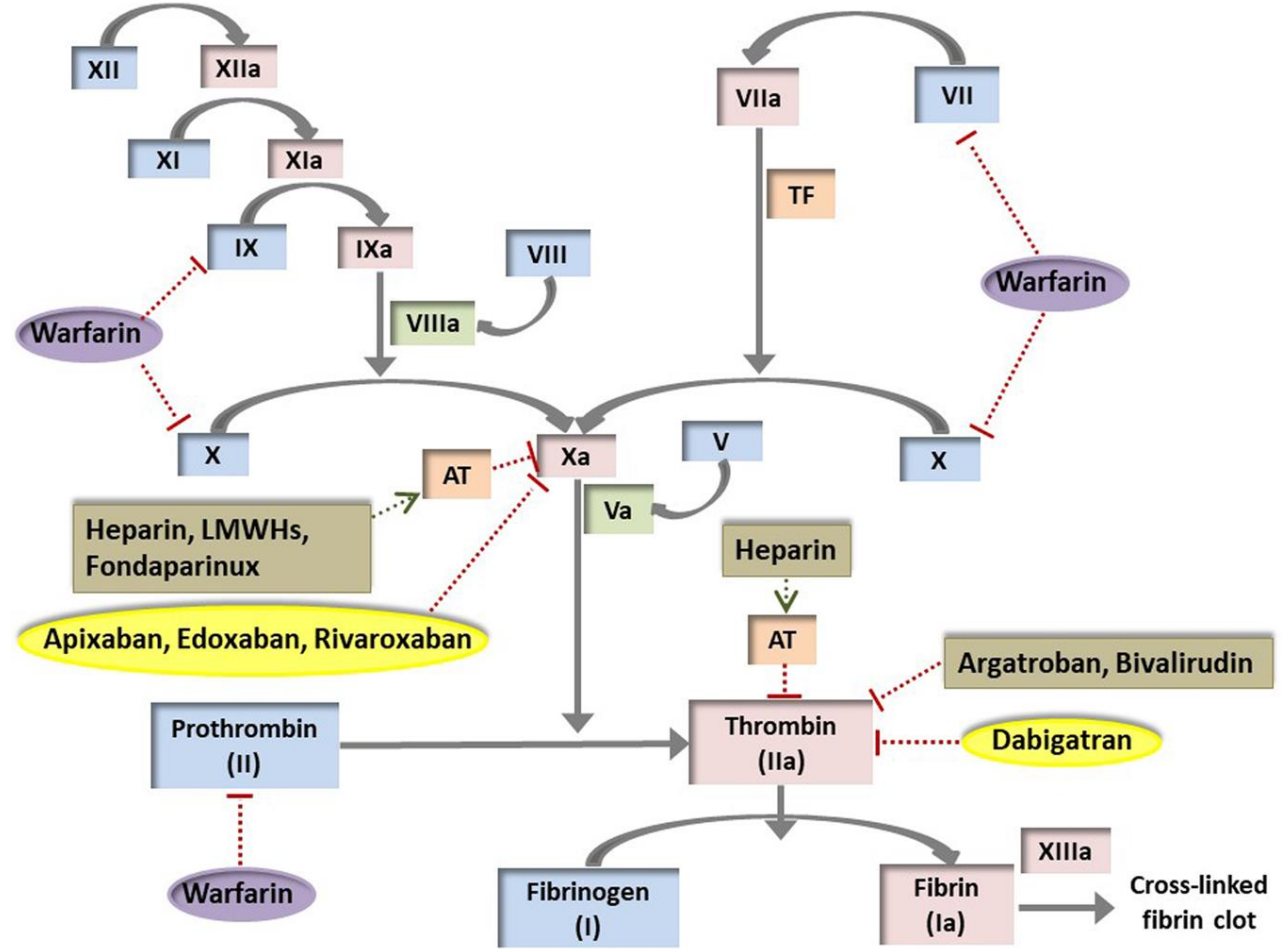 XII
XIIa
VIIa
VII
XI
XIa
TF
IX
IXa
VIII
Warfarin
VIIIa
Warfarin
X
Xa
V
X
AT
Va
Heparin, LMWHs,
Fondaparinux
Heparin
Apixaban, Edoxaban, Rivaroxaban
AT
Argatroban, Bivalirudin
Prothrombin
(II)
Thrombin
(IIa)
Dabigatran
Warfarin
Fibrinogen
(I)
Fibrin
(Ia)
XIIIa
Cross-linked
fibrin clot